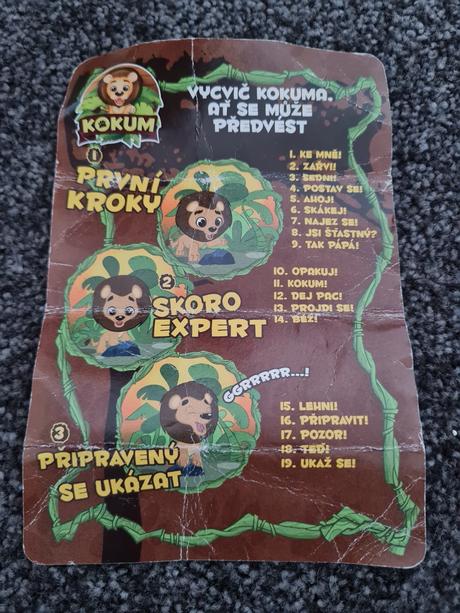 KOKUM
VYCVIČ KOKUMA,
AŤ SE MŮŽE
PŘEDVÉST
1
PRVNÍ
KROKY
1. KE MNĚ!
2. ZAŘVI!
3. SEDNI!
4. POSTAV SE!
5. AHOJ!
6. SKÁKEJ!
7. NAJEZ SE!
8. JSI ŠŤASTNÝ?
9. TAK PÁPÁ!
2
SKORO
EXPERT
10. OPAKUJ!
11. KOKUM!
12. DEJ PAC!
13. PROJDI SE!
14. BĚŽ!
GGRRRRR...!
3
PŘIPRAVENÝ
SE UKÁZAT
15. LEHNI!
16. PŘIPRAVIT!
17. POZOR!
18. TEĎ!
19. UKAŽ SE!